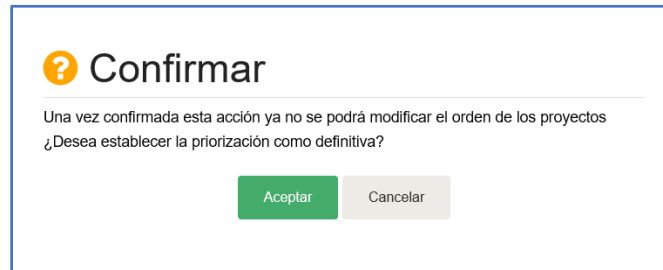 Confirmar
Una vez confirmada esta acción ya no se podrá modificar el orden de los proyectos
¿Desea establecer la priorización como definitiva?
Aceptar Cancelar